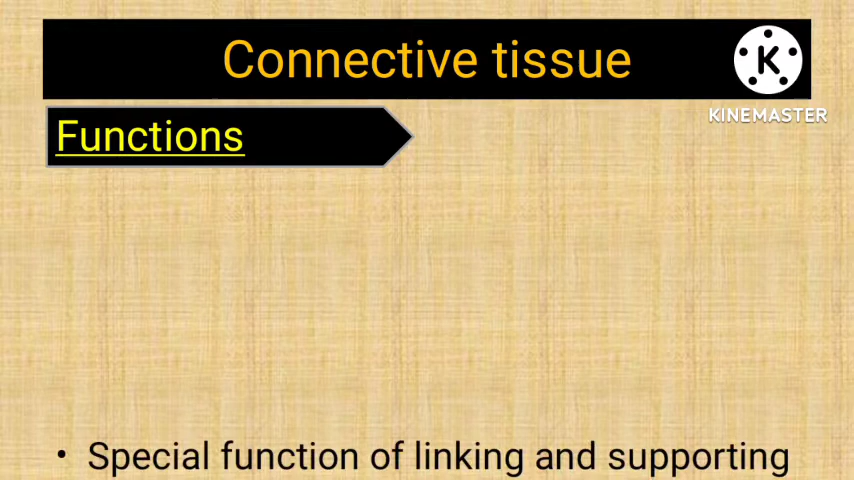 Connective tissue
K
KINEMASTER
Functions
• Special function of linking and supporting